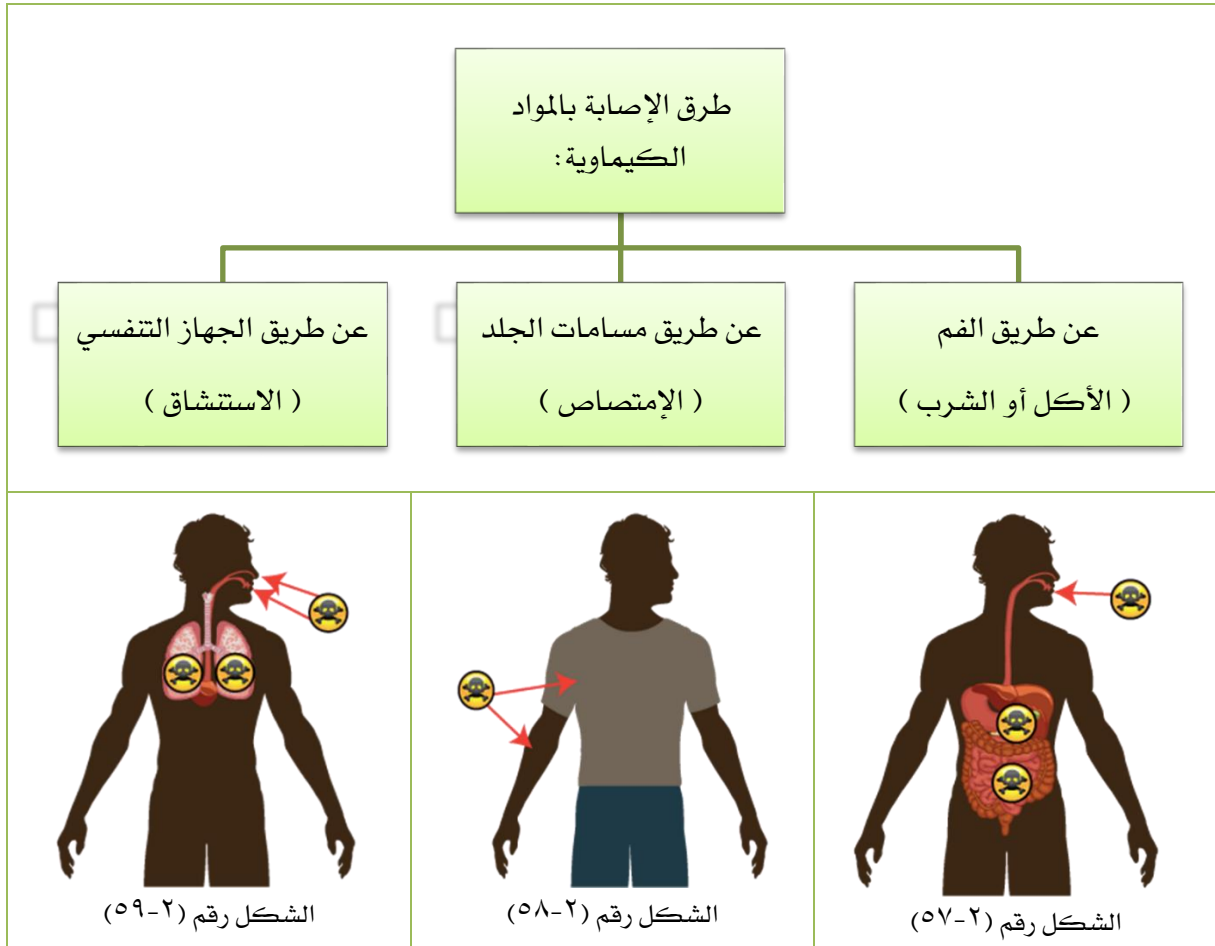 طرق الإصابة بالمواد
الكيماوية:
عن طريق الفم
( الأكل أو الشرب )
عن طريق مسامات الجلد
( الإمتصاص )
عن طريق الجهاز التنفسي
( الاستنشاق )
الشكل رقم (٢-٥٧)
الشكل رقم (٢-٥٨)
الشكل رقم (٢-٥٩)